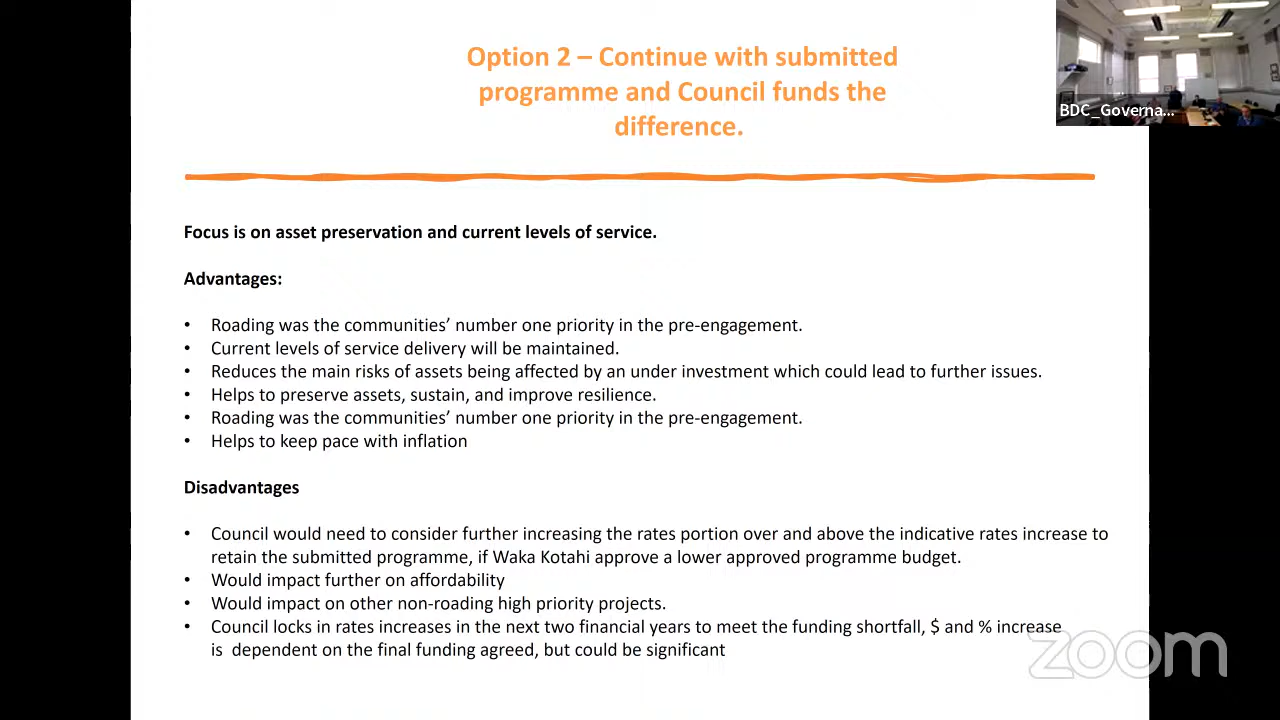 Option 2 – Continue with submitted
programme and Council funds the
difference.
BDC_Governa...
Focus is on asset preservation and current levels of service.
Advantages:
• Roading was the communities’ number one priority in the pre-engagement.
• Current levels of service delivery will be maintained.
• Reduces the main risks of assets being affected by an under investment which could lead to further issues.
• Helps to preserve assets, sustain, and improve resilience.
• Roading was the communities’ number one priority in the pre-engagement.
• Helps to keep pace with inflation
Disadvantages
• Council would need to consider further increasing the rates portion over and above the indicative rates increase to
retain the submitted programme, if Waka Kotahi approve a lower approved programme budget.
• Would impact further on affordability
• Would impact on other non-roading high priority projects.
• Council locks in rates increases in the next two financial years to meet the funding shortfall, $ and % increase
is dependent on the final funding agreed, but could be significant
zoom